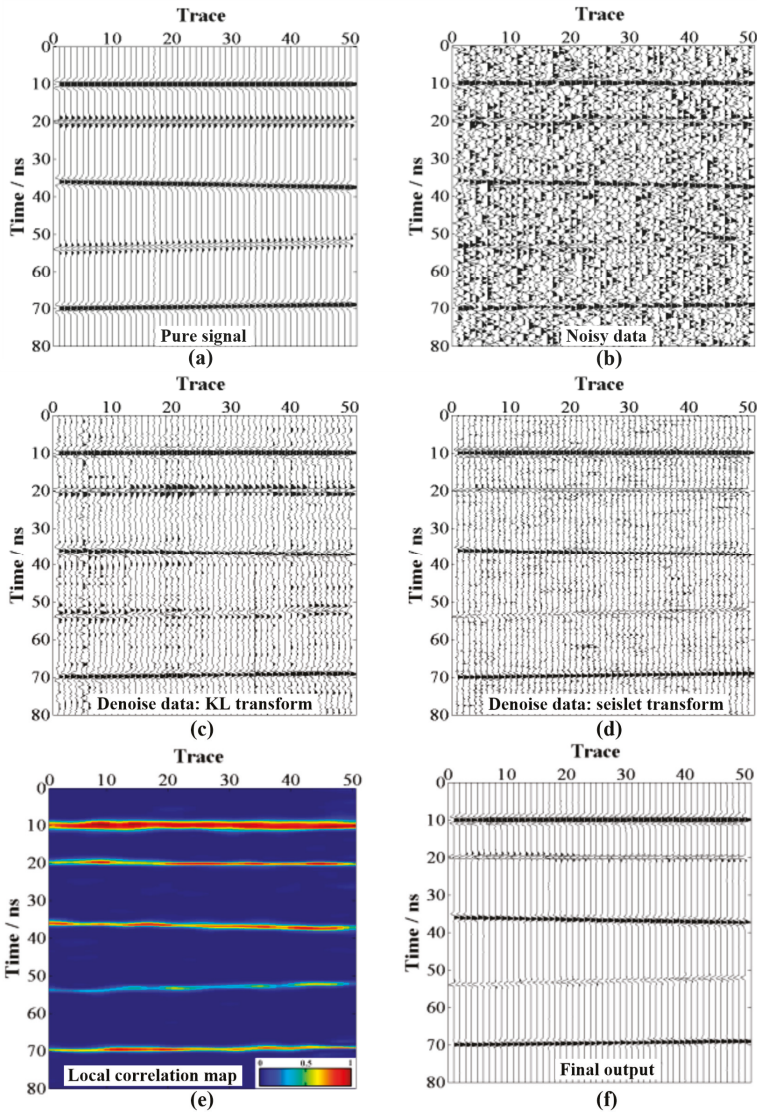 Trace
Trace
0 10 20 30 40 50
0 10 20 30 40 50
Time / ns
0
10
20
30
40
50
60
70
80
Time / ns
0
10
20
30
40
50
60
70
80
Pure signal
Noisy data
(a)
(b)
Trace
Trace
0 10 20 30 40 50
0 10 20 30 40 50
Time / ns
0
10
20
30
40
50
60
70
80
Time / ns
0
10
20
30
40
50
60
70
80
Denoise data: KL transform
Denoise data: seislet transform
(c)
(d)
Trace
Trace
0 10 20 30 40 50
0 10 20 30 40 50
Time / ns
0
10
20
30
40
50
60
70
80
Time / ns
0
10
20
30
40
50
60
70
80
Local correlation map
0 0.5 1
Final output
(e)
(f)